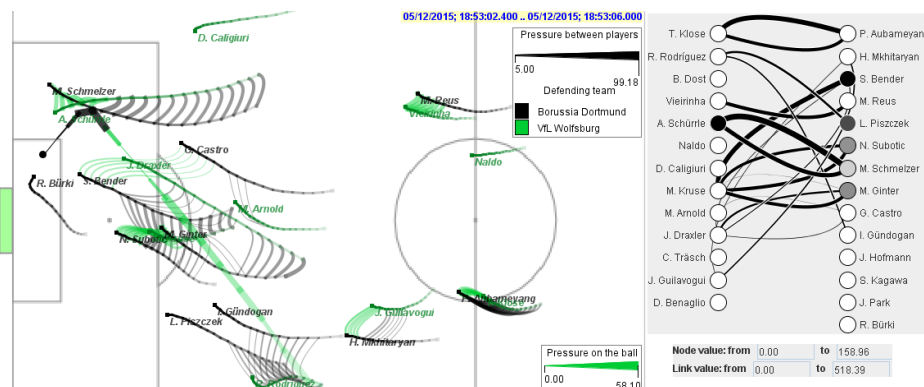 05/12/2015; 18:53:02.400 .. 05/12/2015; 18:53:06.000
D. Caligiuri
Pressure between players
5.00
99.18
Defending team
Borussia Dortmund
VfL Wolfsburg
M. Schmelzer
A. Schürrle
M. Reus
Vieirinha
G. Castro
J. Draxler
Naldo
R. Bürki
S. Bender
M. Arnold
N. Subotic
M. Ginter
P. Aubameyang
I. Gündogan
J. Guilavogui
L. Piszczek
H. Mkhitaryan
R. Rodríguez
Pressure on the ball
0.00
58.10
T. Klose
P. Aubameyan
R. Rodríguez
H. Mkhitaryan
B. Dost
S. Bender
Vieirinha
M. Reus
A. Schürrle
L. Piszczek
Naldo
N. Subotic
D. Caligiuri
M. Schmelzer
M. Kruse
M. Ginter
M. Arnold
G. Castro
J. Draxler
I. Gündogan
C. Träsch
J. Hofmann
J. Guilavogui
S. Kagawa
D. Benaglio
J. Park
R. Bürki
Node value: from 0.00 to 158.96
Link value: from 0.00 to 518.39